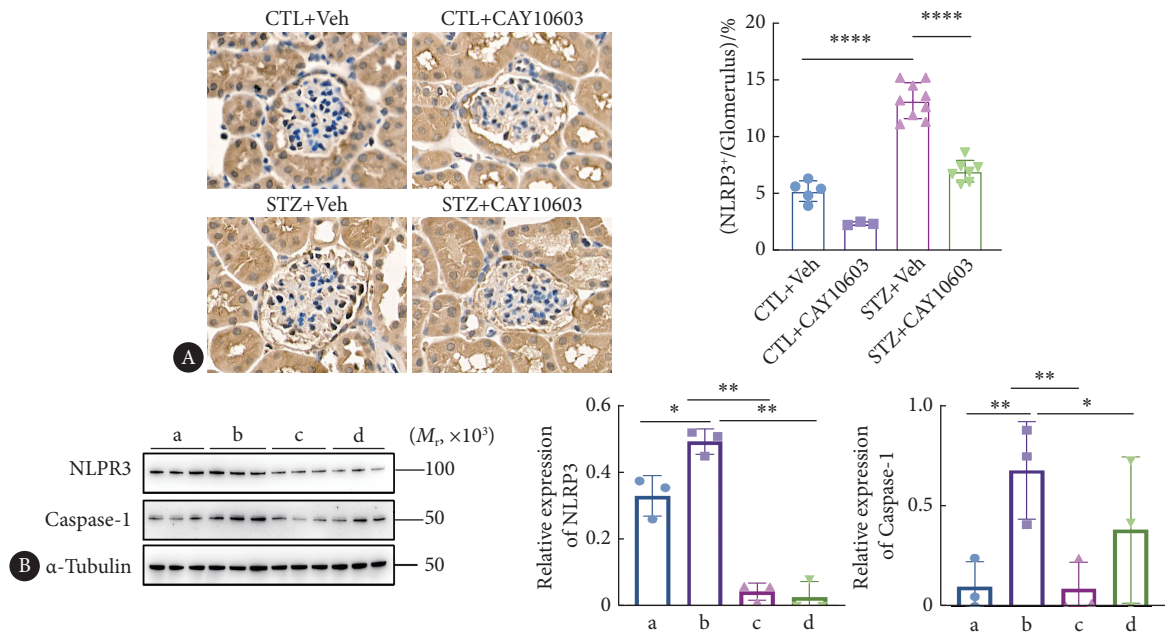 CTL+Veh
CTL+CAY10603
STZ+Veh
STZ+CAY10603
A
(NLRP3⁺/Glomerulus)/%
20
15
10
5
0
****
****
CTL+Veh
CTL+CAY10603
STZ+Veh
STZ+CAY10603
a b c d (Mr, ×10³)
NLPR3 100
Caspase-1 50
α-Tubulin 50
B
Relative expression
of NLRP3
0.6
0.4
0.2
0
*
**
**
a b c d
Relative expression
of Caspase-1
1.0
0.5
0
**
**
*
a b c d